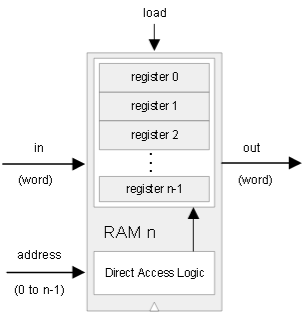 load
register 0
register 1
register 2
in
out
(word)
(word)
register n-1
RAM n
address
Direct Access Logic
(0 to n-1)